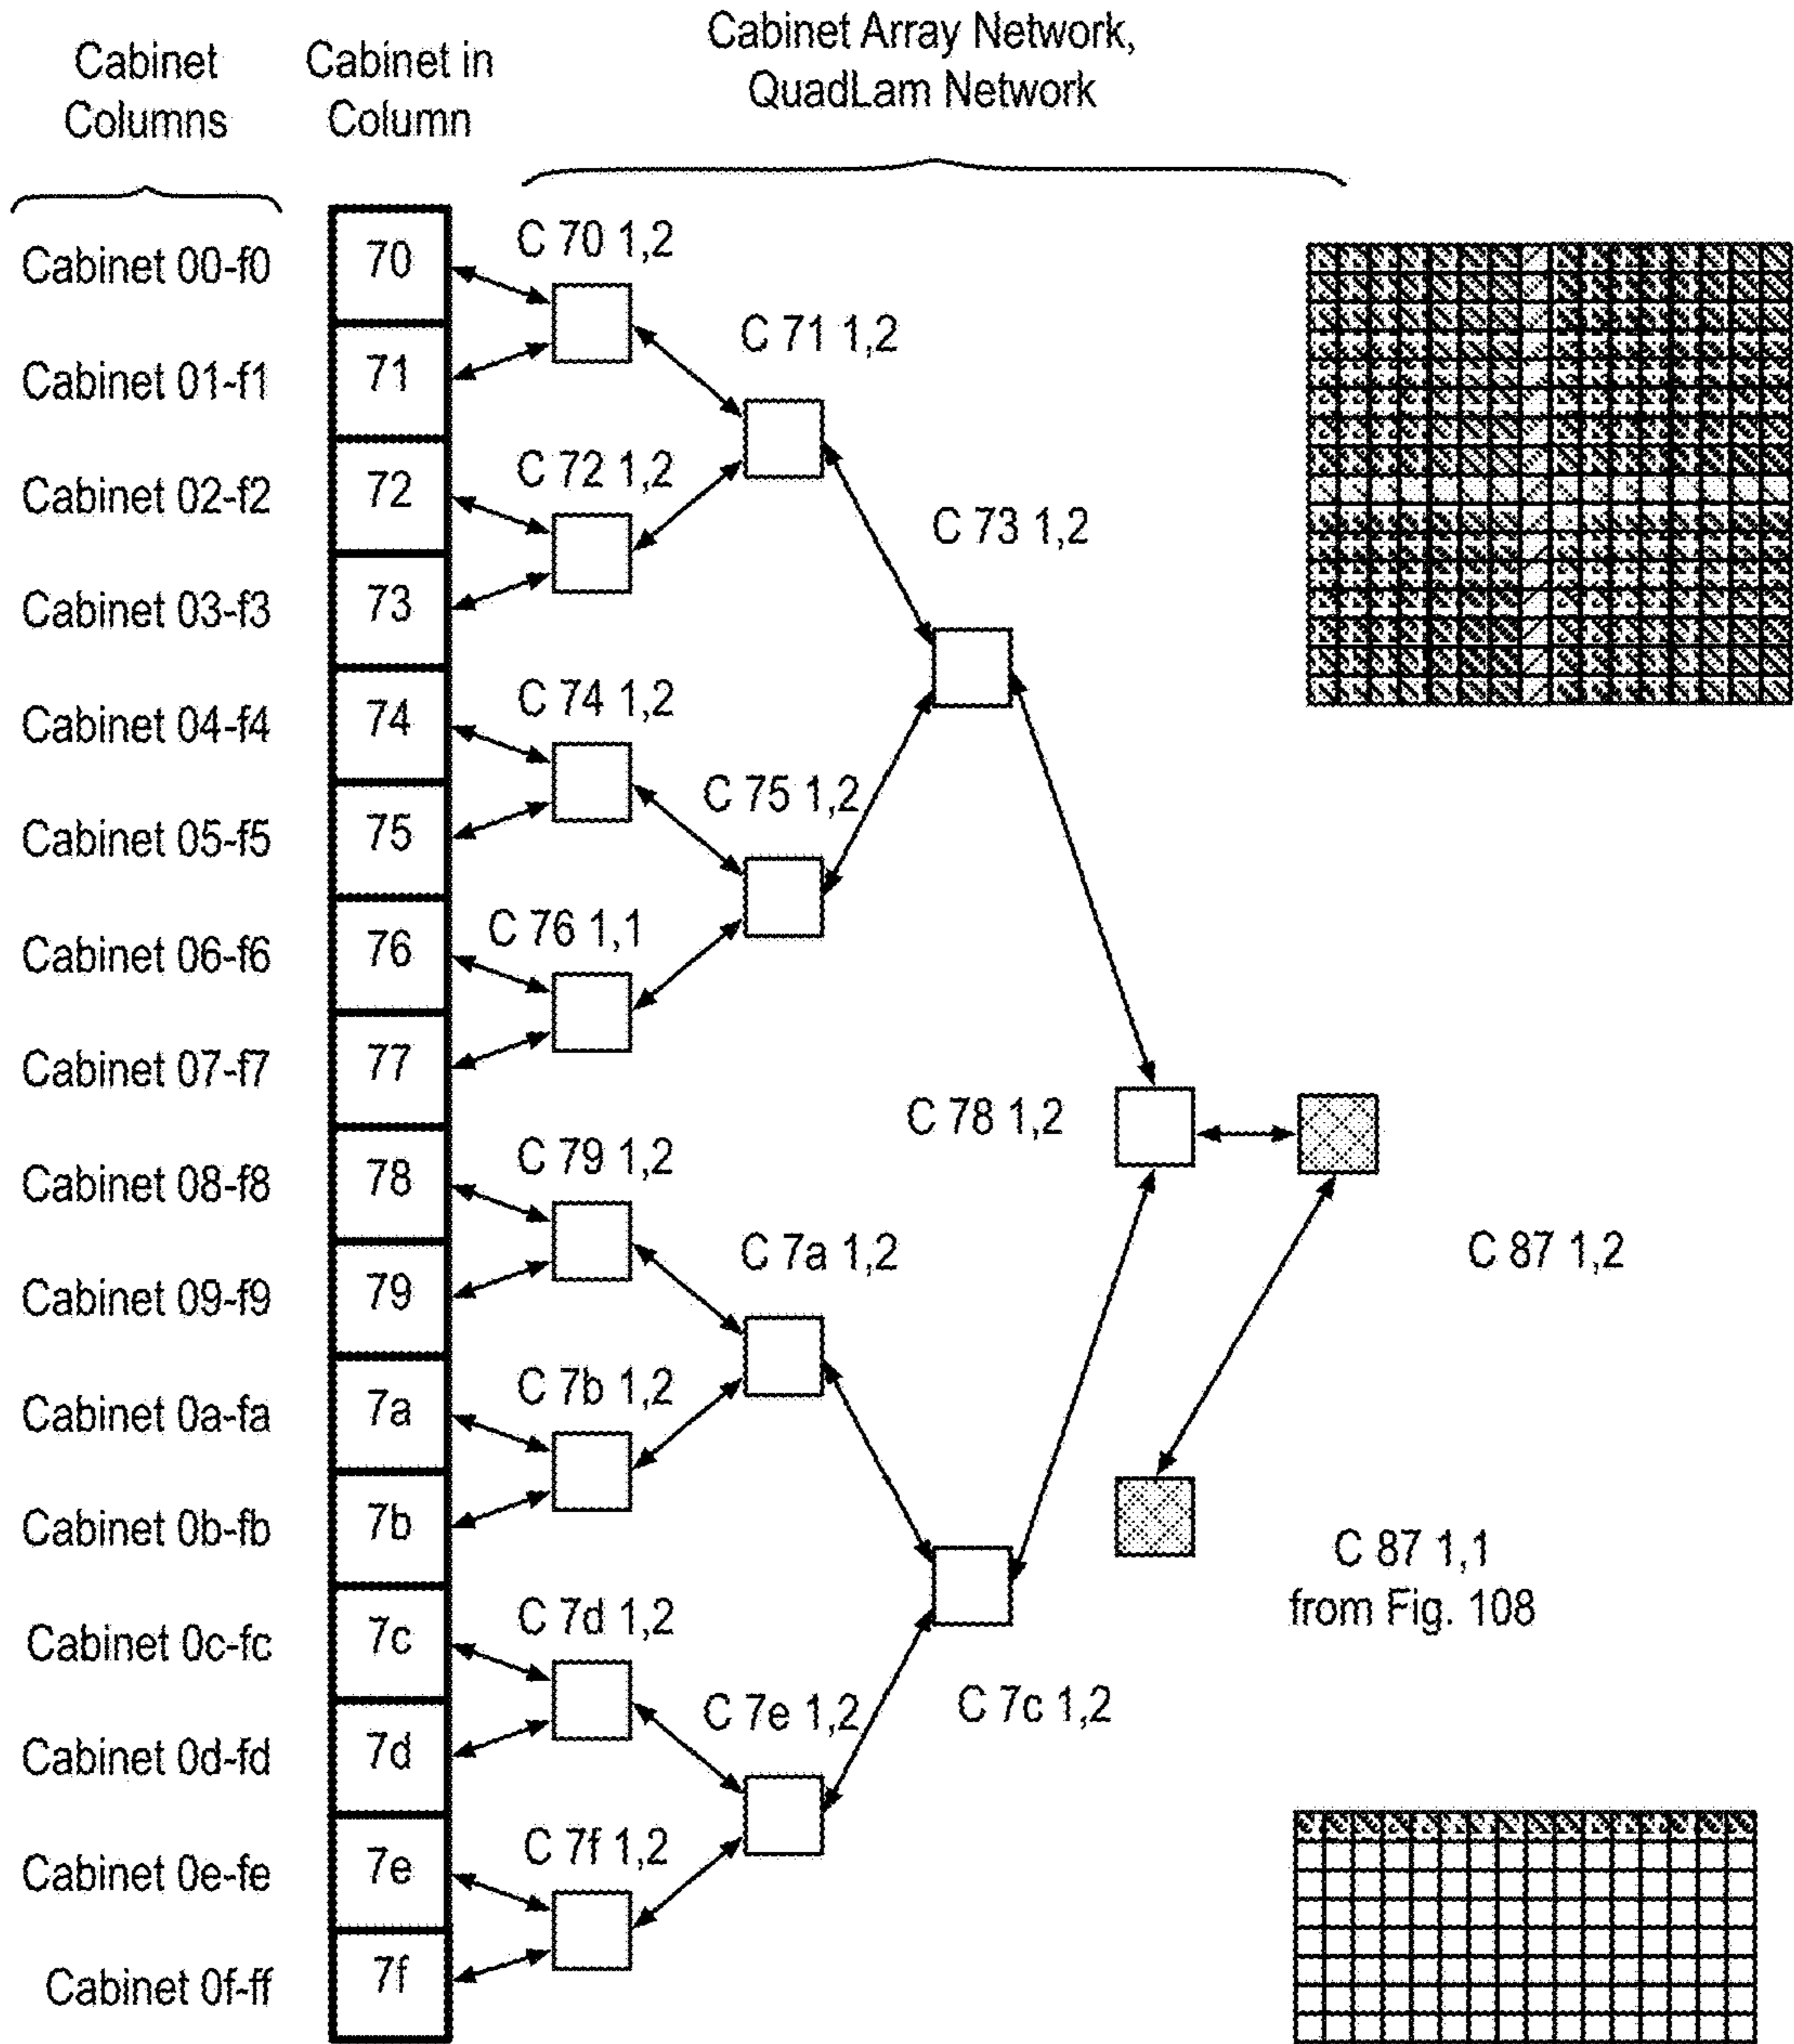 Cabinet
Columns
Cabinet in
Column
Cabinet Array Network,
QuadLam Network
Cabinet 00-f0
70
C 70 1,2
Cabinet 01-f1
71
C 71 1,2
Cabinet 02-f2
72
C 72 1,2
C 73 1,2
Cabinet 03-f3
73
Cabinet 04-f4
74
C 74 1,2
C 75 1,2
Cabinet 05-f5
75
Cabinet 06-f6
76
C 76 1,1
Cabinet 07-f7
77
C 78 1,2
Cabinet 08-f8
78
C 79 1,2
C 87 1,2
C 7a 1,2
Cabinet 09-f9
79
Cabinet 0a-fa
7a
C 7b 1,2
Cabinet 0b-fb
7b
C 87 1,1
from Fig. 108
Cabinet 0c-fc
7c
C 7d 1,2
C 7e 1,2
C 7c 1,2
Cabinet 0d-fd
7d
Cabinet 0e-fe
7e
C 7f 1,2
Cabinet 0f-ff
7f